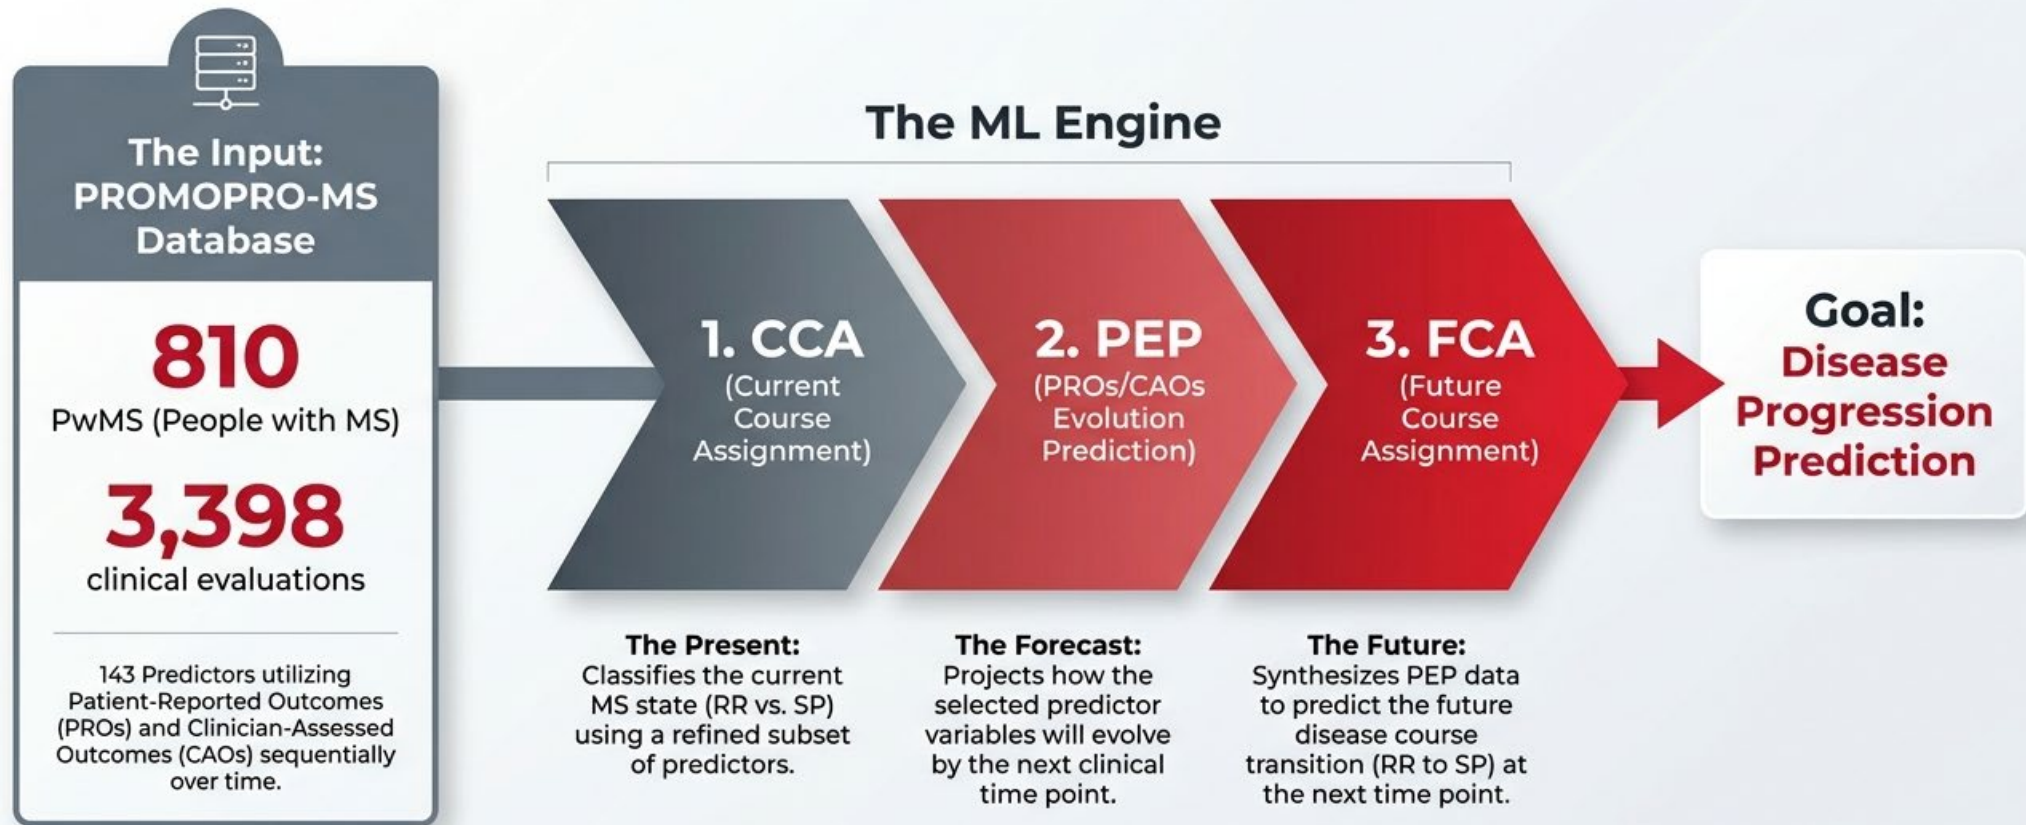 The Input:
PROMOPRO-MS
Database
810
PwMS (People with MS)
3,398
clinical evaluations
143 Predictors utilizing
Patient-Reported Outcomes
(PROs) and Clinician-Assessed
Outcomes (CAOs) sequentially
over time.
The ML Engine
1. CCA
(Current
Course
Assignment)
2. PEP
(PROs/CAOs
Evolution
Prediction)
3. FCA
(Future
Course
Assignment)
The Present:
Classifies the current
MS state (RR vs. SP)
using a refined subset
of predictors.
The Forecast:
Projects how the
selected predictor
variables will evolve
by the next clinical
time point.
The Future:
Synthesizes PEP data
to predict the future
disease course
transition (RR to SP) at
the next time point.
Goal:
Disease
Progression
Prediction